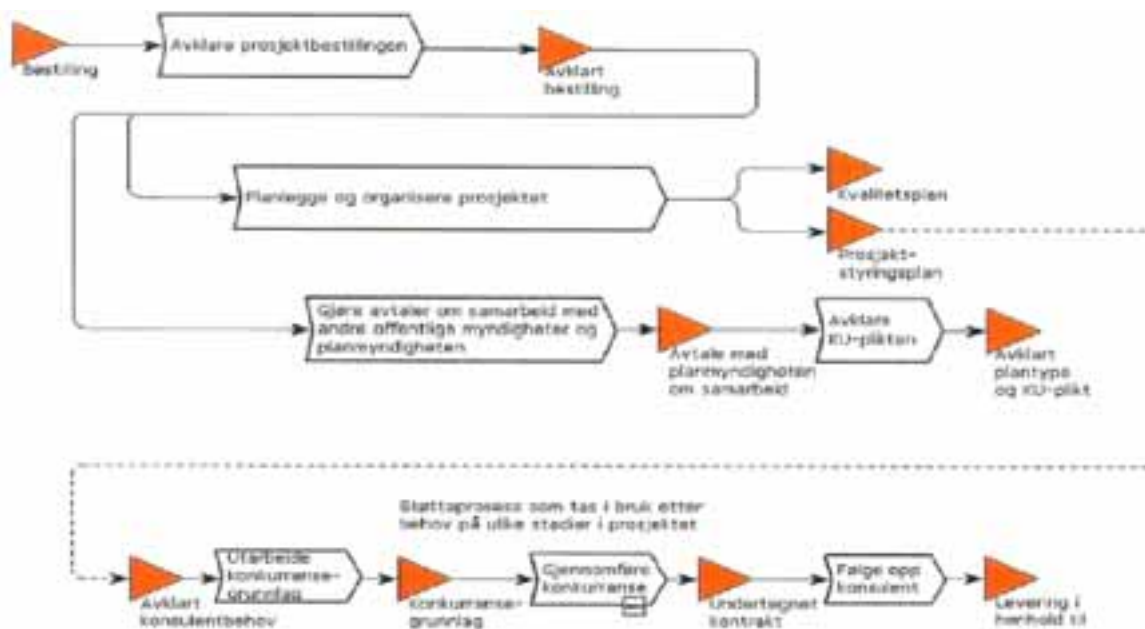 Bestilling
Avklare prosjektbestillingen
Avklart
bestilling
Planlegge og organisere prosjektet
Kvalitetsplan
Prosjekt-
styringsplan
Gjøre avtaler om samarbeid med
andre offentlige myndigheter og
planmyndigheten
Avtale med
planmyndigheten
om samarbeid
Avklare
KU-plikten
Avklart
plantype
og KU-plikt
Støtteprosess som tas i bruk etter
behov på ulike stadier i prosjektet
Avklart
konsulentbehov
Utarbeide
konkurranse-
grunnlag
Konkurranse-
grunnlag
Gjennomføre
konkurranse
Undertegnet
kontrakt
Følge opp
konsulent
Levering i
henhold til